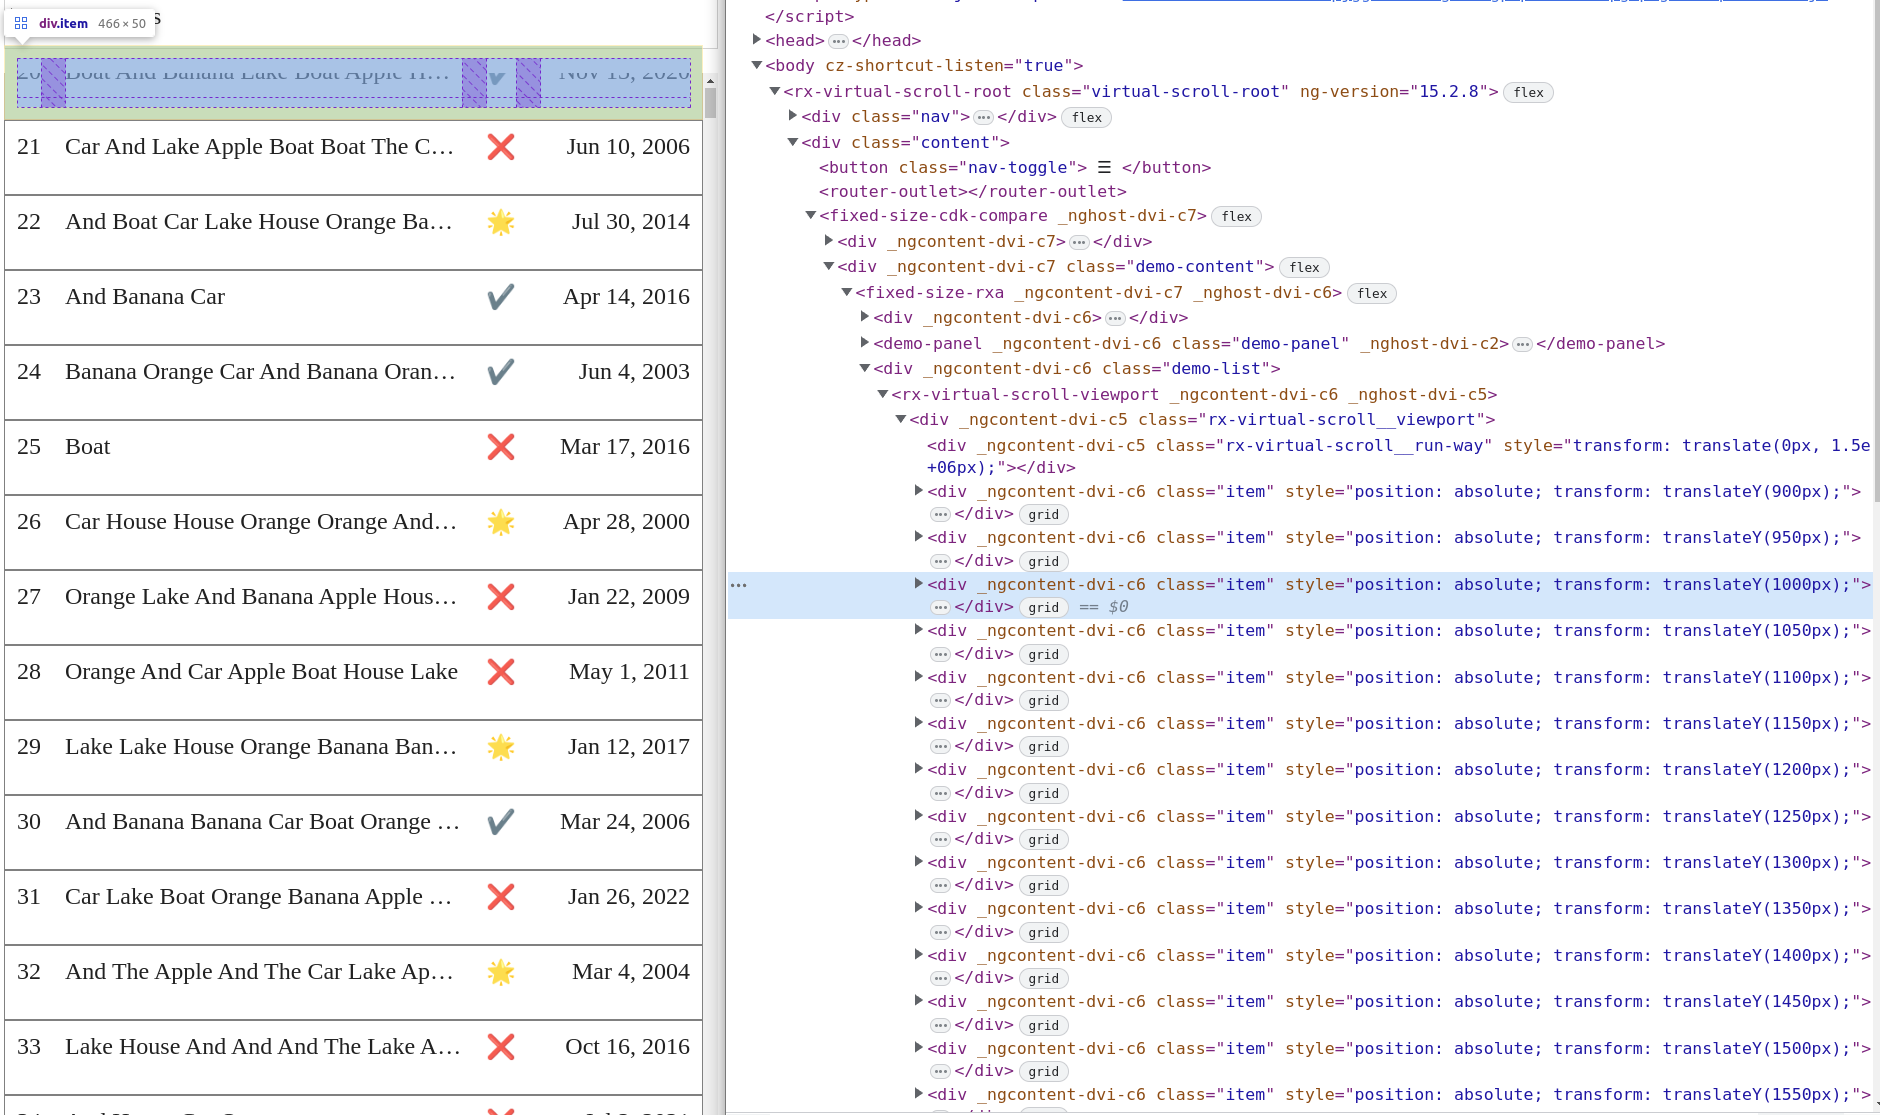 div.item 466 × 50
s
20 Boat And Banana Lake Boat Apple H… ✔ Nov 15, 2020
21 Car And Lake Apple Boat Boat The C… ❌ Jun 10, 2006
22 And Boat Car Lake House Orange Ba… 🌟 Jul 30, 2014
23 And Banana Car ✔ Apr 14, 2016
24 Banana Orange Car And Banana Oran… ✔ Jun 4, 2003
25 Boat ❌ Mar 17, 2016
26 Car House House Orange Orange And… 🌟 Apr 28, 2000
27 Orange Lake And Banana Apple Hous… ❌ Jan 22, 2009
28 Orange And Car Apple Boat House Lake ❌ May 1, 2011
29 Lake Lake House Orange Banana Ban… 🌟 Jan 12, 2017
30 And Banana Banana Car Boat Orange … ✔ Mar 24, 2006
31 Car Lake Boat Orange Banana Apple … ❌ Jan 26, 2022
32 And The Apple And The Car Lake Ap… 🌟 Mar 4, 2004
33 Lake House And And And The Lake A… ❌ Oct 16, 2016
</script>
<head> ••• </head>
<body cz-shortcut-listen="true">
<rx-virtual-scroll-root class="virtual-scroll-root" ng-version="15.2.8"> flex
<div class="nav"> ••• </div> flex
<div class="content">
<button class="nav-toggle"> ☰ </button>
<router-outlet></router-outlet>
<fixed-size-cdk-compare _nghost-dvi-c7> flex
<div _ngcontent-dvi-c7> ••• </div>
<div _ngcontent-dvi-c7 class="demo-content"> flex
<fixed-size-rxa _ngcontent-dvi-c7 _nghost-dvi-c6> flex
<div _ngcontent-dvi-c6> ••• </div>
<demo-panel _ngcontent-dvi-c6 class="demo-panel" _nghost-dvi-c2> ••• </demo-panel>
<div _ngcontent-dvi-c6 class="demo-list">
<rx-virtual-scroll-viewport _ngcontent-dvi-c6 _nghost-dvi-c5>
<div _ngcontent-dvi-c5 class="rx-virtual-scroll__viewport">
<div _ngcontent-dvi-c5 class="rx-virtual-scroll__run-way" style="transform: translate(0px, 1.5e
+06px);"></div>
<div _ngcontent-dvi-c6 class="item" style="position: absolute; transform: translateY(900px);">
••• </div> grid
<div _ngcontent-dvi-c6 class="item" style="position: absolute; transform: translateY(950px);">
••• </div> grid
••• <div _ngcontent-dvi-c6 class="item" style="position: absolute; transform: translateY(1000px);">
••• </div> grid == $0
<div _ngcontent-dvi-c6 class="item" style="position: absolute; transform: translateY(1050px);">
••• </div> grid
<div _ngcontent-dvi-c6 class="item" style="position: absolute; transform: translateY(1100px);">
••• </div> grid
<div _ngcontent-dvi-c6 class="item" style="position: absolute; transform: translateY(1150px);">
••• </div> grid
<div _ngcontent-dvi-c6 class="item" style="position: absolute; transform: translateY(1200px);">
••• </div> grid
<div _ngcontent-dvi-c6 class="item" style="position: absolute; transform: translateY(1250px);">
••• </div> grid
<div _ngcontent-dvi-c6 class="item" style="position: absolute; transform: translateY(1300px);">
••• </div> grid
<div _ngcontent-dvi-c6 class="item" style="position: absolute; transform: translateY(1350px);">
••• </div> grid
<div _ngcontent-dvi-c6 class="item" style="position: absolute; transform: translateY(1400px);">
••• </div> grid
<div _ngcontent-dvi-c6 class="item" style="position: absolute; transform: translateY(1450px);">
••• </div> grid
<div _ngcontent-dvi-c6 class="item" style="position: absolute; transform: translateY(1500px);">
••• </div> grid
<div _ngcontent-dvi-c6 class="item" style="position: absolute; transform: translateY(1550px);">